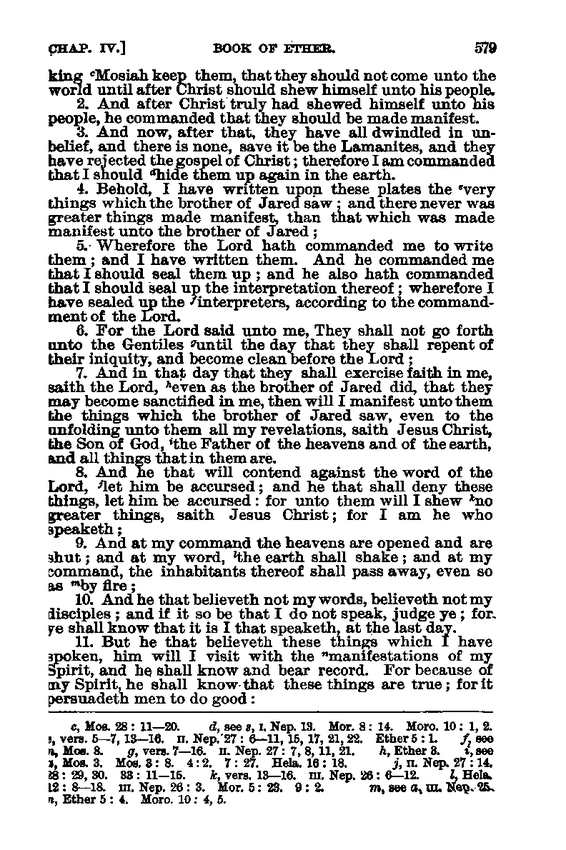 CHAP. IV.] BOOK OF ETHER. 579
king ᶜMosiah keep them, that they should not come unto the
world until after Christ should shew himself unto his people.
2. And after Christ truly had shewed himself unto his
people, he commanded that they should be made manifest.
3. And now, after that, they have all dwindled in un-
belief, and there is none, save it be the Lamanites, and they
have rejected the gospel of Christ; therefore I am commanded
that I should ᵈhide them up again in the earth.
4. Behold, I have written upon these plates the ᵉvery
things which the brother of Jared saw; and there never was
greater things made manifest, than that which was made
manifest unto the brother of Jared;
5. Wherefore the Lord hath commanded me to write
them; and I have written them. And he commanded me
that I should seal them up; and he also hath commanded
that I should seal up the interpretation thereof; wherefore I
have sealed up the ᶠinterpreters, according to the command-
ment of the Lord.
6. For the Lord said unto me, They shall not go forth
unto the Gentiles ᵍuntil the day that they shall repent of
their iniquity, and become clean before the Lord;
7. And in that day that they shall exercise faith in me,
saith the Lord, ʰeven as the brother of Jared did, that they
may become sanctified in me, then will I manifest unto them
the things which the brother of Jared saw, even to the
unfolding unto them all my revelations, saith Jesus Christ,
the Son of God, ⁱthe Father of the heavens and of the earth,
and all things that in them are.
8. And he that will contend against the word of the
Lord, ʲlet him be accursed; and he that shall deny these
things, let him be accursed: for unto them will I shew ᵏno
greater things, saith Jesus Christ; for I am he who
speaketh;
9. And at my command the heavens are opened and are
shut; and at my word, ˡthe earth shall shake; and at my
command, the inhabitants thereof shall pass away, even so
as ᵐby fire;
10. And he that believeth not my words, believeth not my
disciples; and if it so be that I do not speak, judge ye; for
ye shall know that it is I that speaketh, at the last day.
11. But he that believeth these things which I have
spoken, him will I visit with the ⁿmanifestations of my
Spirit, and he shall know and bear record. For because of
my Spirit, he shall know that these things are true; for it
persuadeth men to do good:
c, Mos. 28: 11—20. d, see s, I. Nep. 13. Mor. 8: 14. Moro. 10: 1, 2.
vers. 5—7, 13—16. II. Nep. 27: 6—11, 15, 17, 21, 22. Ether 5: 1. f, see
Mos. 8. g, vers. 7—16. II. Nep. 27: 7, 8, 11, 21. h, Ether 3. i, see
Mos. 3. Mos. 3: 8. 4: 2. 7: 27. Hela. 16: 18. j, II. Nep. 27: 14.
28: 29, 30. 33: 11—15. k, vers. 13—16. III. Nep. 26: 6—12. l, Hela.
12: 8—18. III. Nep. 26: 3. Mor. 5: 23. 9: 2. m, see a, III. Nep. 25.
n, Ether 5: 4. Moro. 10: 4, 5.